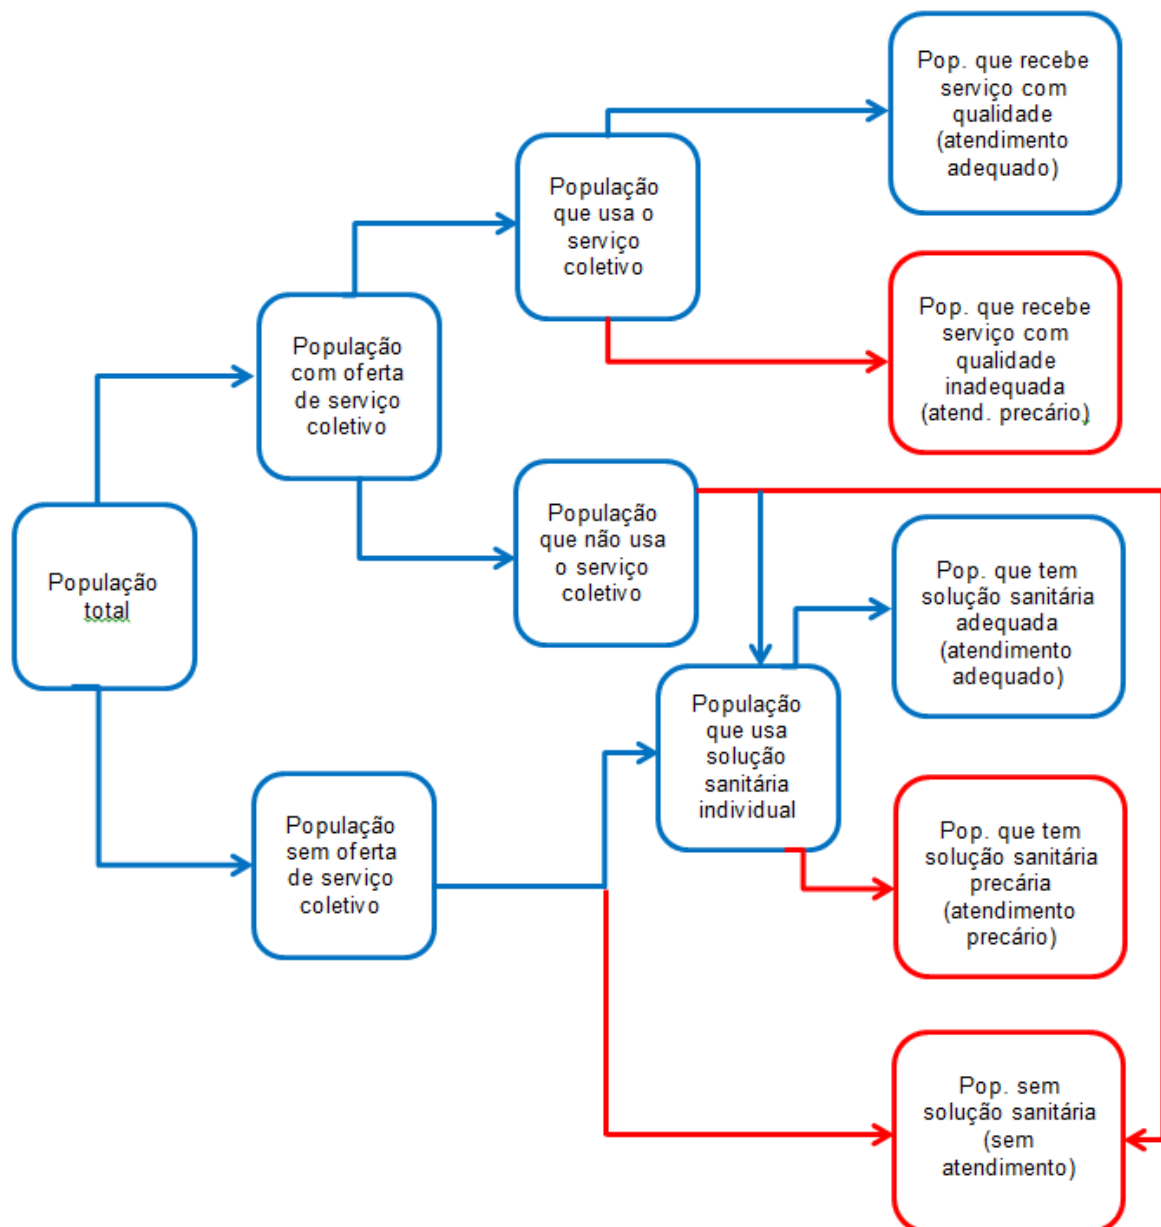 Pop. que recebe
serviço com
qualidade
(atendimento
adequado)
População
que usa o
serviço
coletivo
Pop. que recebe
serviço com
qualidade
inadequada
(atend. precário)
População
com oferta
de serviço
coletivo
População
que não usa
o serviço
coletivo
População
total
Pop. que tem
solução sanitária
adequada
(atendimento
adequado)
População
que usa
solução
sanitária
individual
População
sem oferta
de serviço
coletivo
Pop. que tem
solução sanitária
precária
(atendimento
precário)
Pop. sem
solução sanitária
(sem
atendimento)